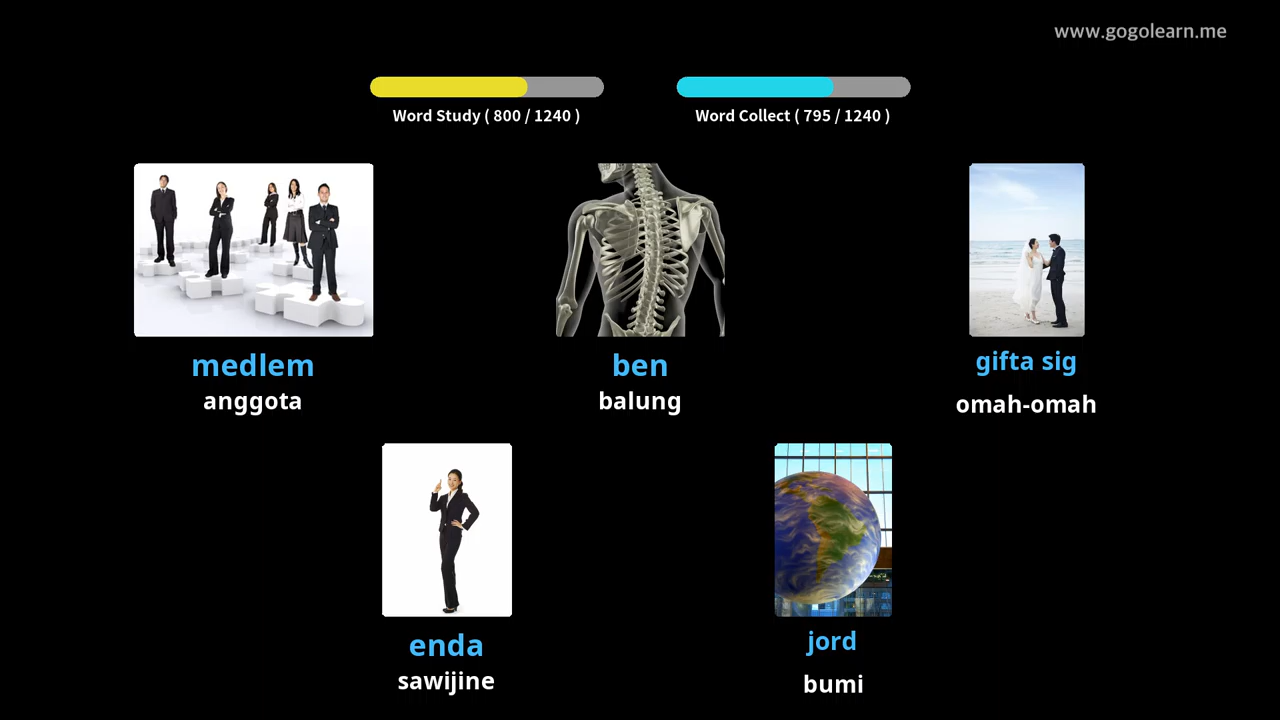 www.gogolearn.me
Word Study ( 800 / 1240 )
Word Collect ( 795 / 1240 )
medlem
anggota
ben
balung
gifta sig
omah-omah
enda
sawijine
jord
bumi